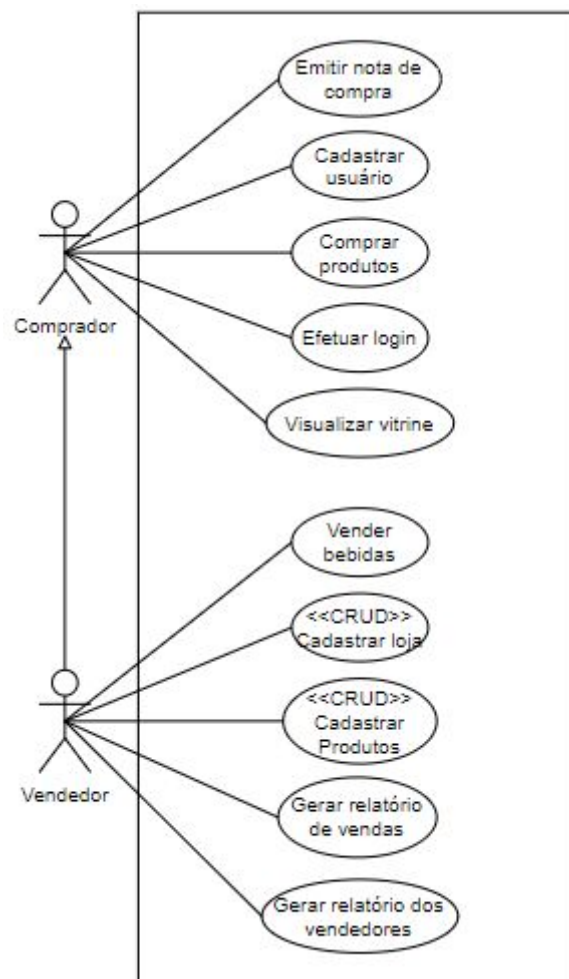 Emitir nota de
compra
Cadastrar
usuário
Comprar
produtos
Comprador
Efetuar login
Visualizar vitrine
Vender
bebidas
<<CRUD>>
Cadastrar loja
<<CRUD>>
Cadastrar
Produtos
Vendedor
Gerar relatório
de vendas
Gerar relatório dos
vendedores